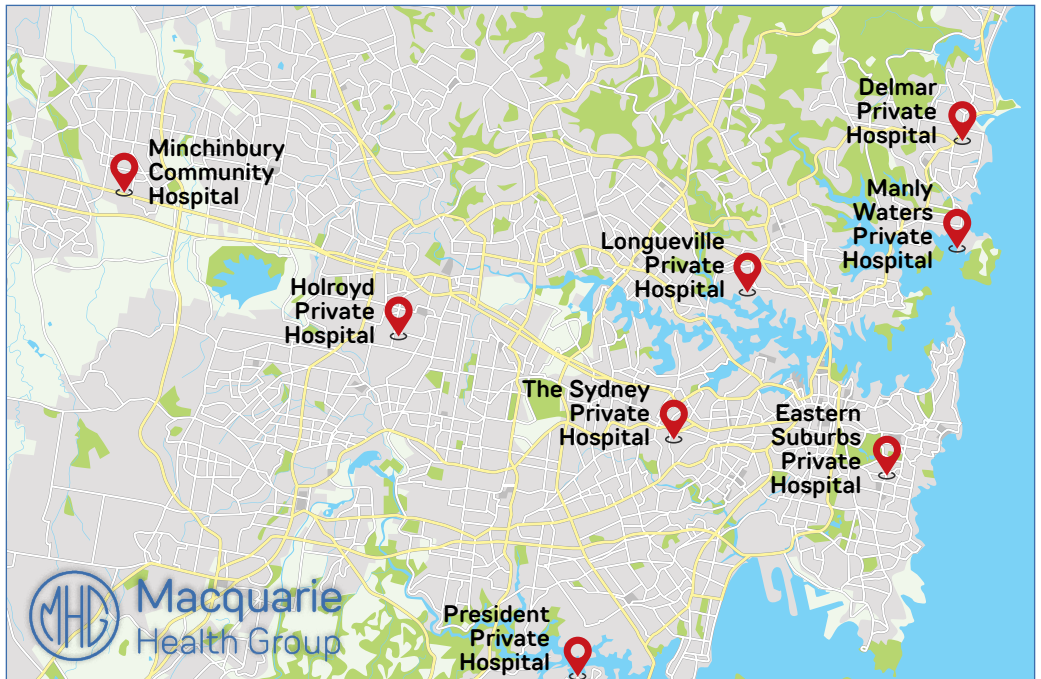 Delmar
Private
Hospital
Minchinbury
Community
Hospital
Manly
Waters
Private
Hospital
Longueville
Private
Hospital
Holroyd
Private
Hospital
The Sydney
Private
Hospital
Eastern
Suburbs
Private
Hospital
MHG
Macquarie
Health Group
President
Private
Hospital